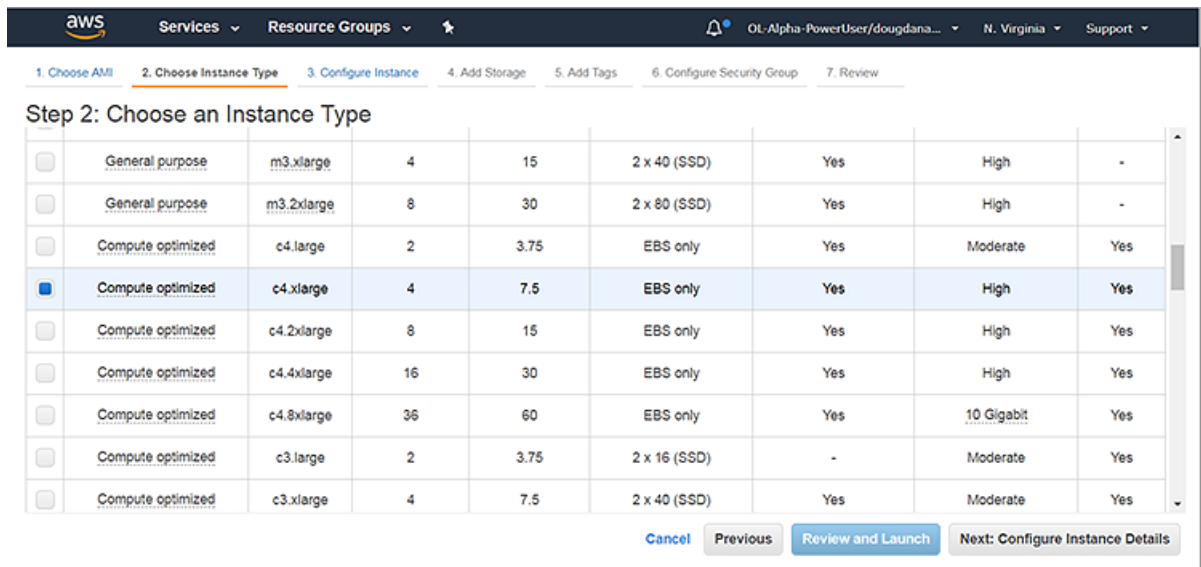 aws Services Resource Groups OL-Alpha-PowerUser/dougdana... N. Virginia Support
1. Choose AMI 2. Choose Instance Type 3. Configure Instance 4. Add Storage 5. Add Tags 6. Configure Security Group 7. Review
Step 2: Choose an Instance Type
General purpose m3.xlarge 4 15 2 x 40 (SSD) Yes High -
General purpose m3.2xlarge 8 30 2 x 80 (SSD) Yes High -
Compute optimized c4.large 2 3.75 EBS only Yes Moderate Yes
Compute optimized c4.xlarge 4 7.5 EBS only Yes High Yes
Compute optimized c4.2xlarge 8 15 EBS only Yes High Yes
Compute optimized c4.4xlarge 16 30 EBS only Yes High Yes
Compute optimized c4.8xlarge 36 60 EBS only Yes 10 Gigabit Yes
Compute optimized c3.large 2 3.75 2 x 16 (SSD) - Moderate Yes
Compute optimized c3.xlarge 4 7.5 2 x 40 (SSD) Yes Moderate Yes
Cancel Previous Review and Launch Next: Configure Instance Details